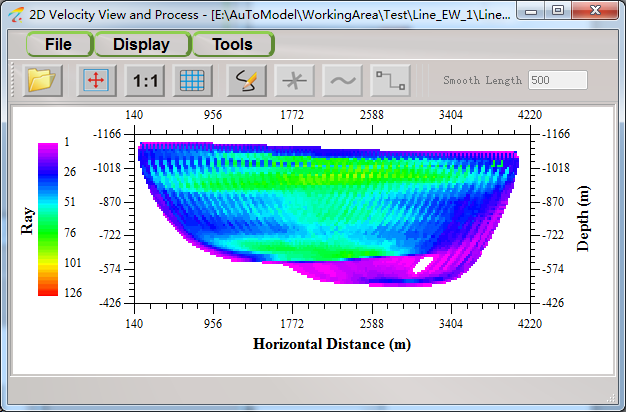 2D Velocity View and Process - [E:\AuToModel\WorkingArea\Test\Line_EW_1\Line...
File Display Tools
1:1 Smooth Length 500
140 956 1772 2588 3404 4220
-1166 -1166
1 -1018 -1018
26 -870 -870
51 -722 -722
76 -574 -574
101 -426 -426
126
Ray
Depth (m)
140 956 1772 2588 3404 4220
Horizontal Distance (m)